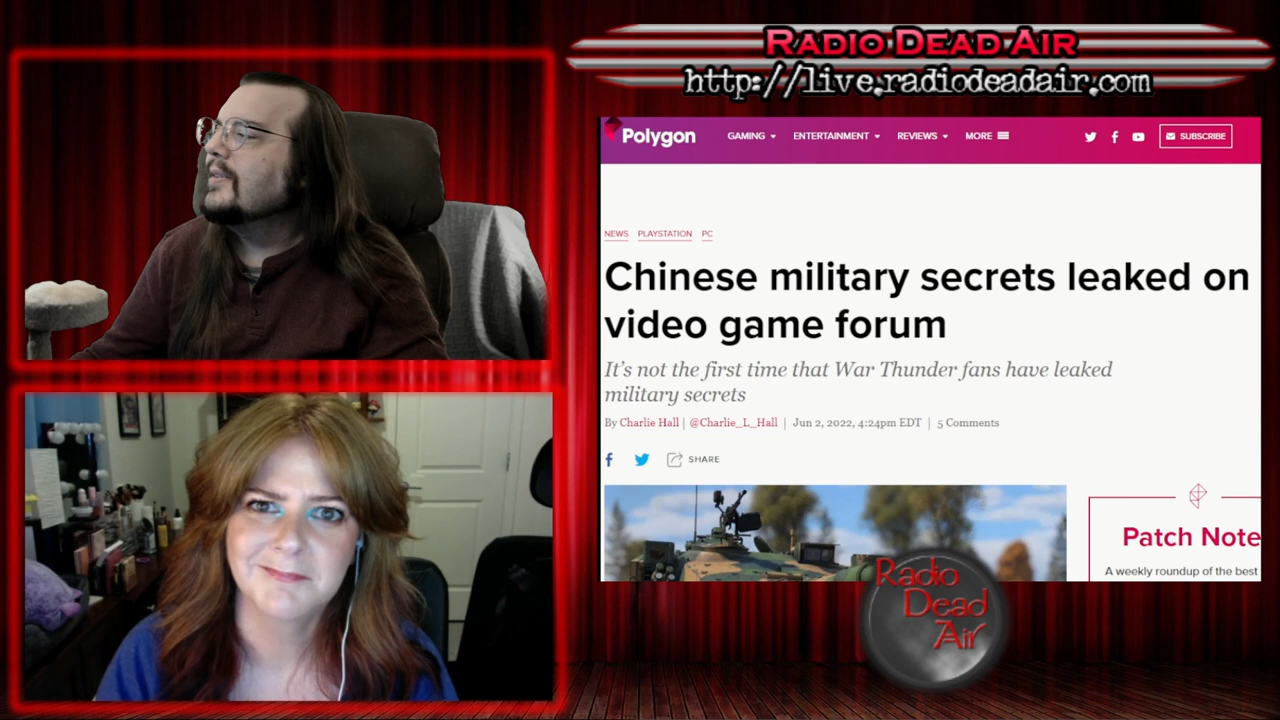 RADIO DEAD AIR
http://live.radiodeadair.com
Polygon GAMING ENTERTAINMENT REVIEWS MORE SUBSCRIBE
NEWS PLAYSTATION PC
Chinese military secrets leaked on
video game forum
It's not the first time that War Thunder fans have leaked
military secrets
By Charlie Hall | @Charlie_L_Hall | Jun 2, 2022, 4:24pm EDT | 5 Comments
SHARE
Patch Note
A weekly roundup of the best
Radio
Dead
Air